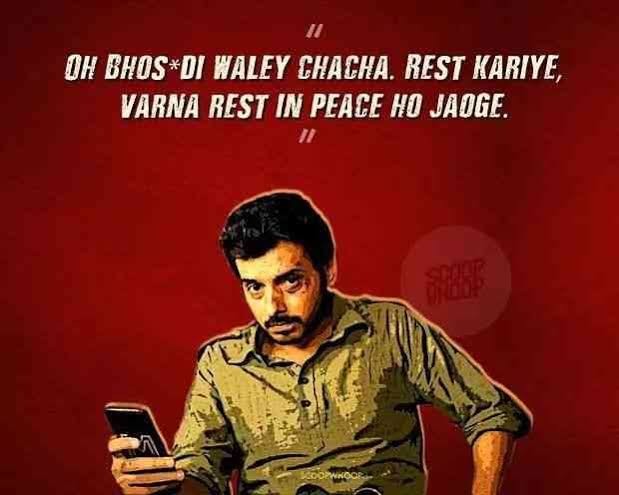 "
OH BHOS*DI WALEY CHACHA. REST KARIYE,
VARNA REST IN PEACE HO JAOGE.
"
SCOOP
WHOOP
SCOOPWHOOP